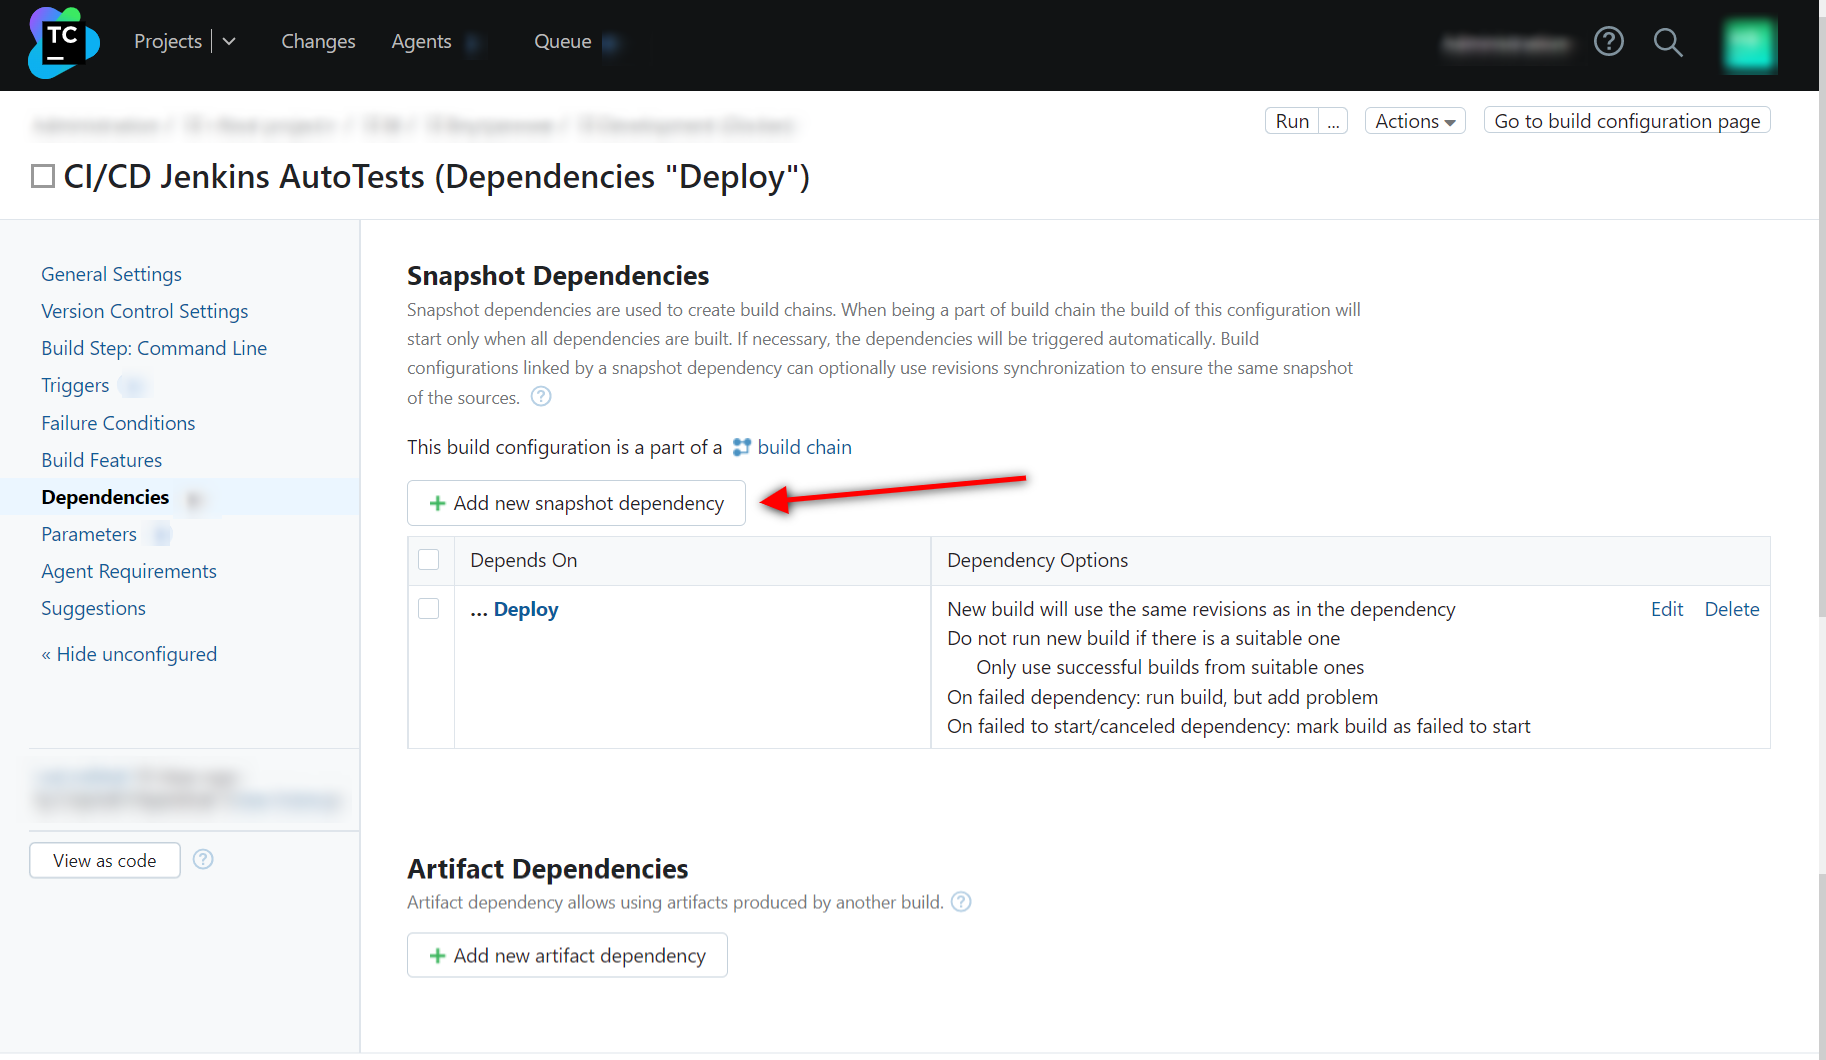 TC
Projects
Changes
Agents
Queue
Run ...
Actions
Go to build configuration page
CI/CD Jenkins AutoTests (Dependencies "Deploy")
General Settings
Version Control Settings
Build Step: Command Line
Triggers
Failure Conditions
Build Features
Dependencies
Parameters
Agent Requirements
Suggestions
« Hide unconfigured
View as code
?
Snapshot Dependencies
Snapshot dependencies are used to create build chains. When being a part of build chain the build of this configuration will
start only when all dependencies are built. If necessary, the dependencies will be triggered automatically. Build
configurations linked by a snapshot dependency can optionally use revisions synchronization to ensure the same snapshot
of the sources. ?
This build configuration is a part of a build chain
+ Add new snapshot dependency
Depends On
Dependency Options
... Deploy
New build will use the same revisions as in the dependency
Edit Delete
Do not run new build if there is a suitable one
Only use successful builds from suitable ones
On failed dependency: run build, but add problem
On failed to start/canceled dependency: mark build as failed to start
Artifact Dependencies
Artifact dependency allows using artifacts produced by another build. ?
+ Add new artifact dependency